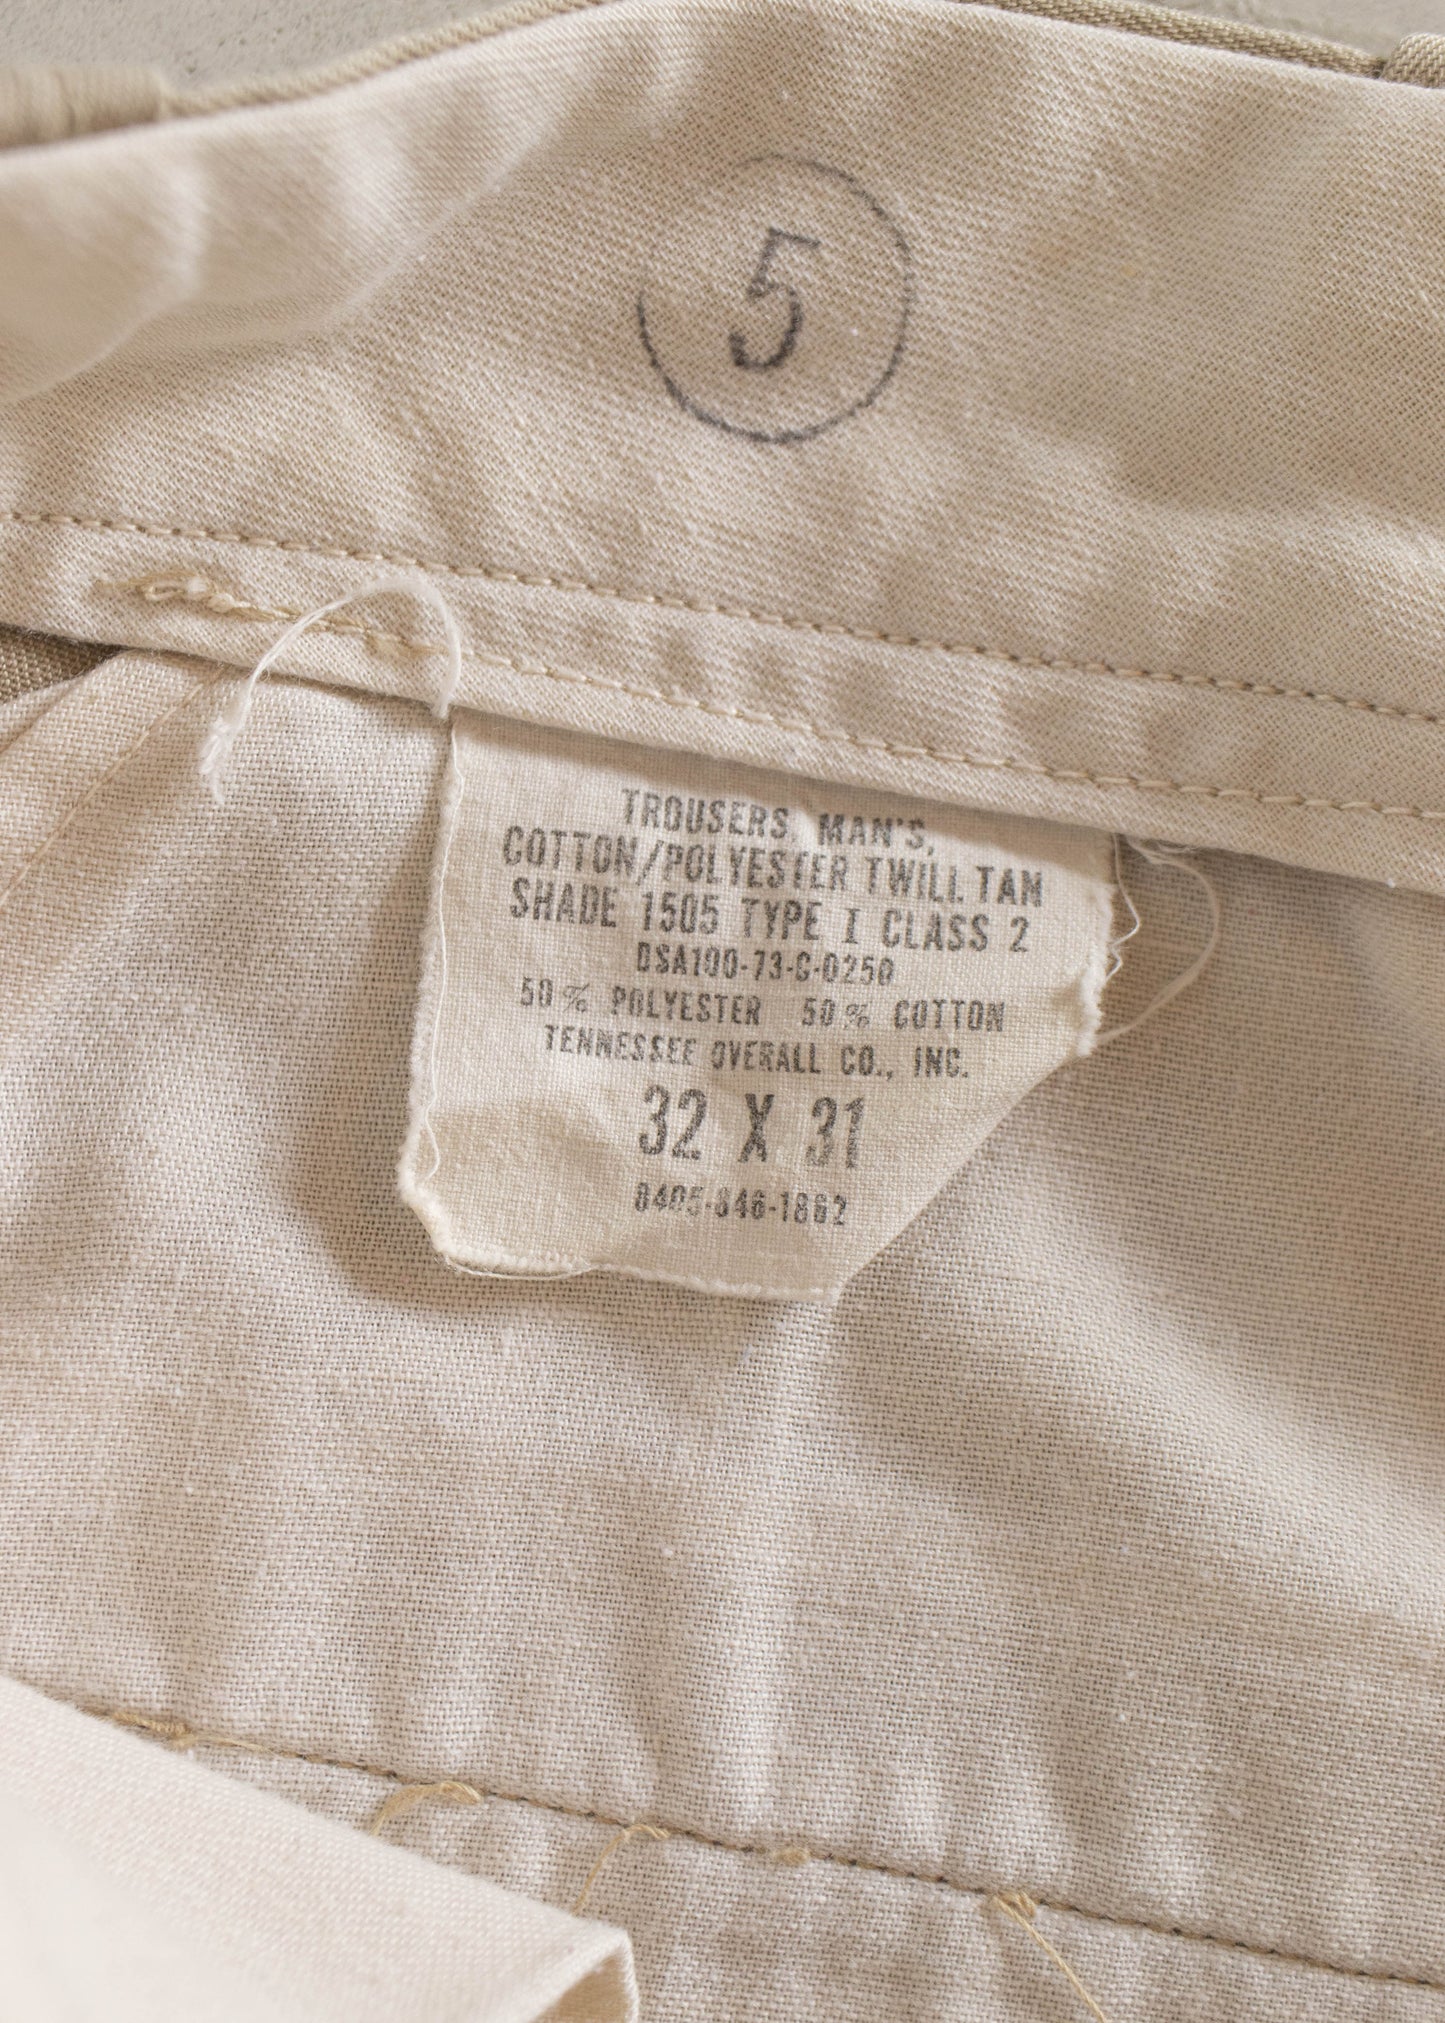 5
TROUSERS, MAN'S,
COTTON/POLYESTER TWILL TAN
SHADE 1505 TYPE I CLASS 2
DSA100-73-C-0250
50% POLYESTER 50% COTTON
TENNESSEE OVERALL CO., INC.
32 X 31
8405-846-1862